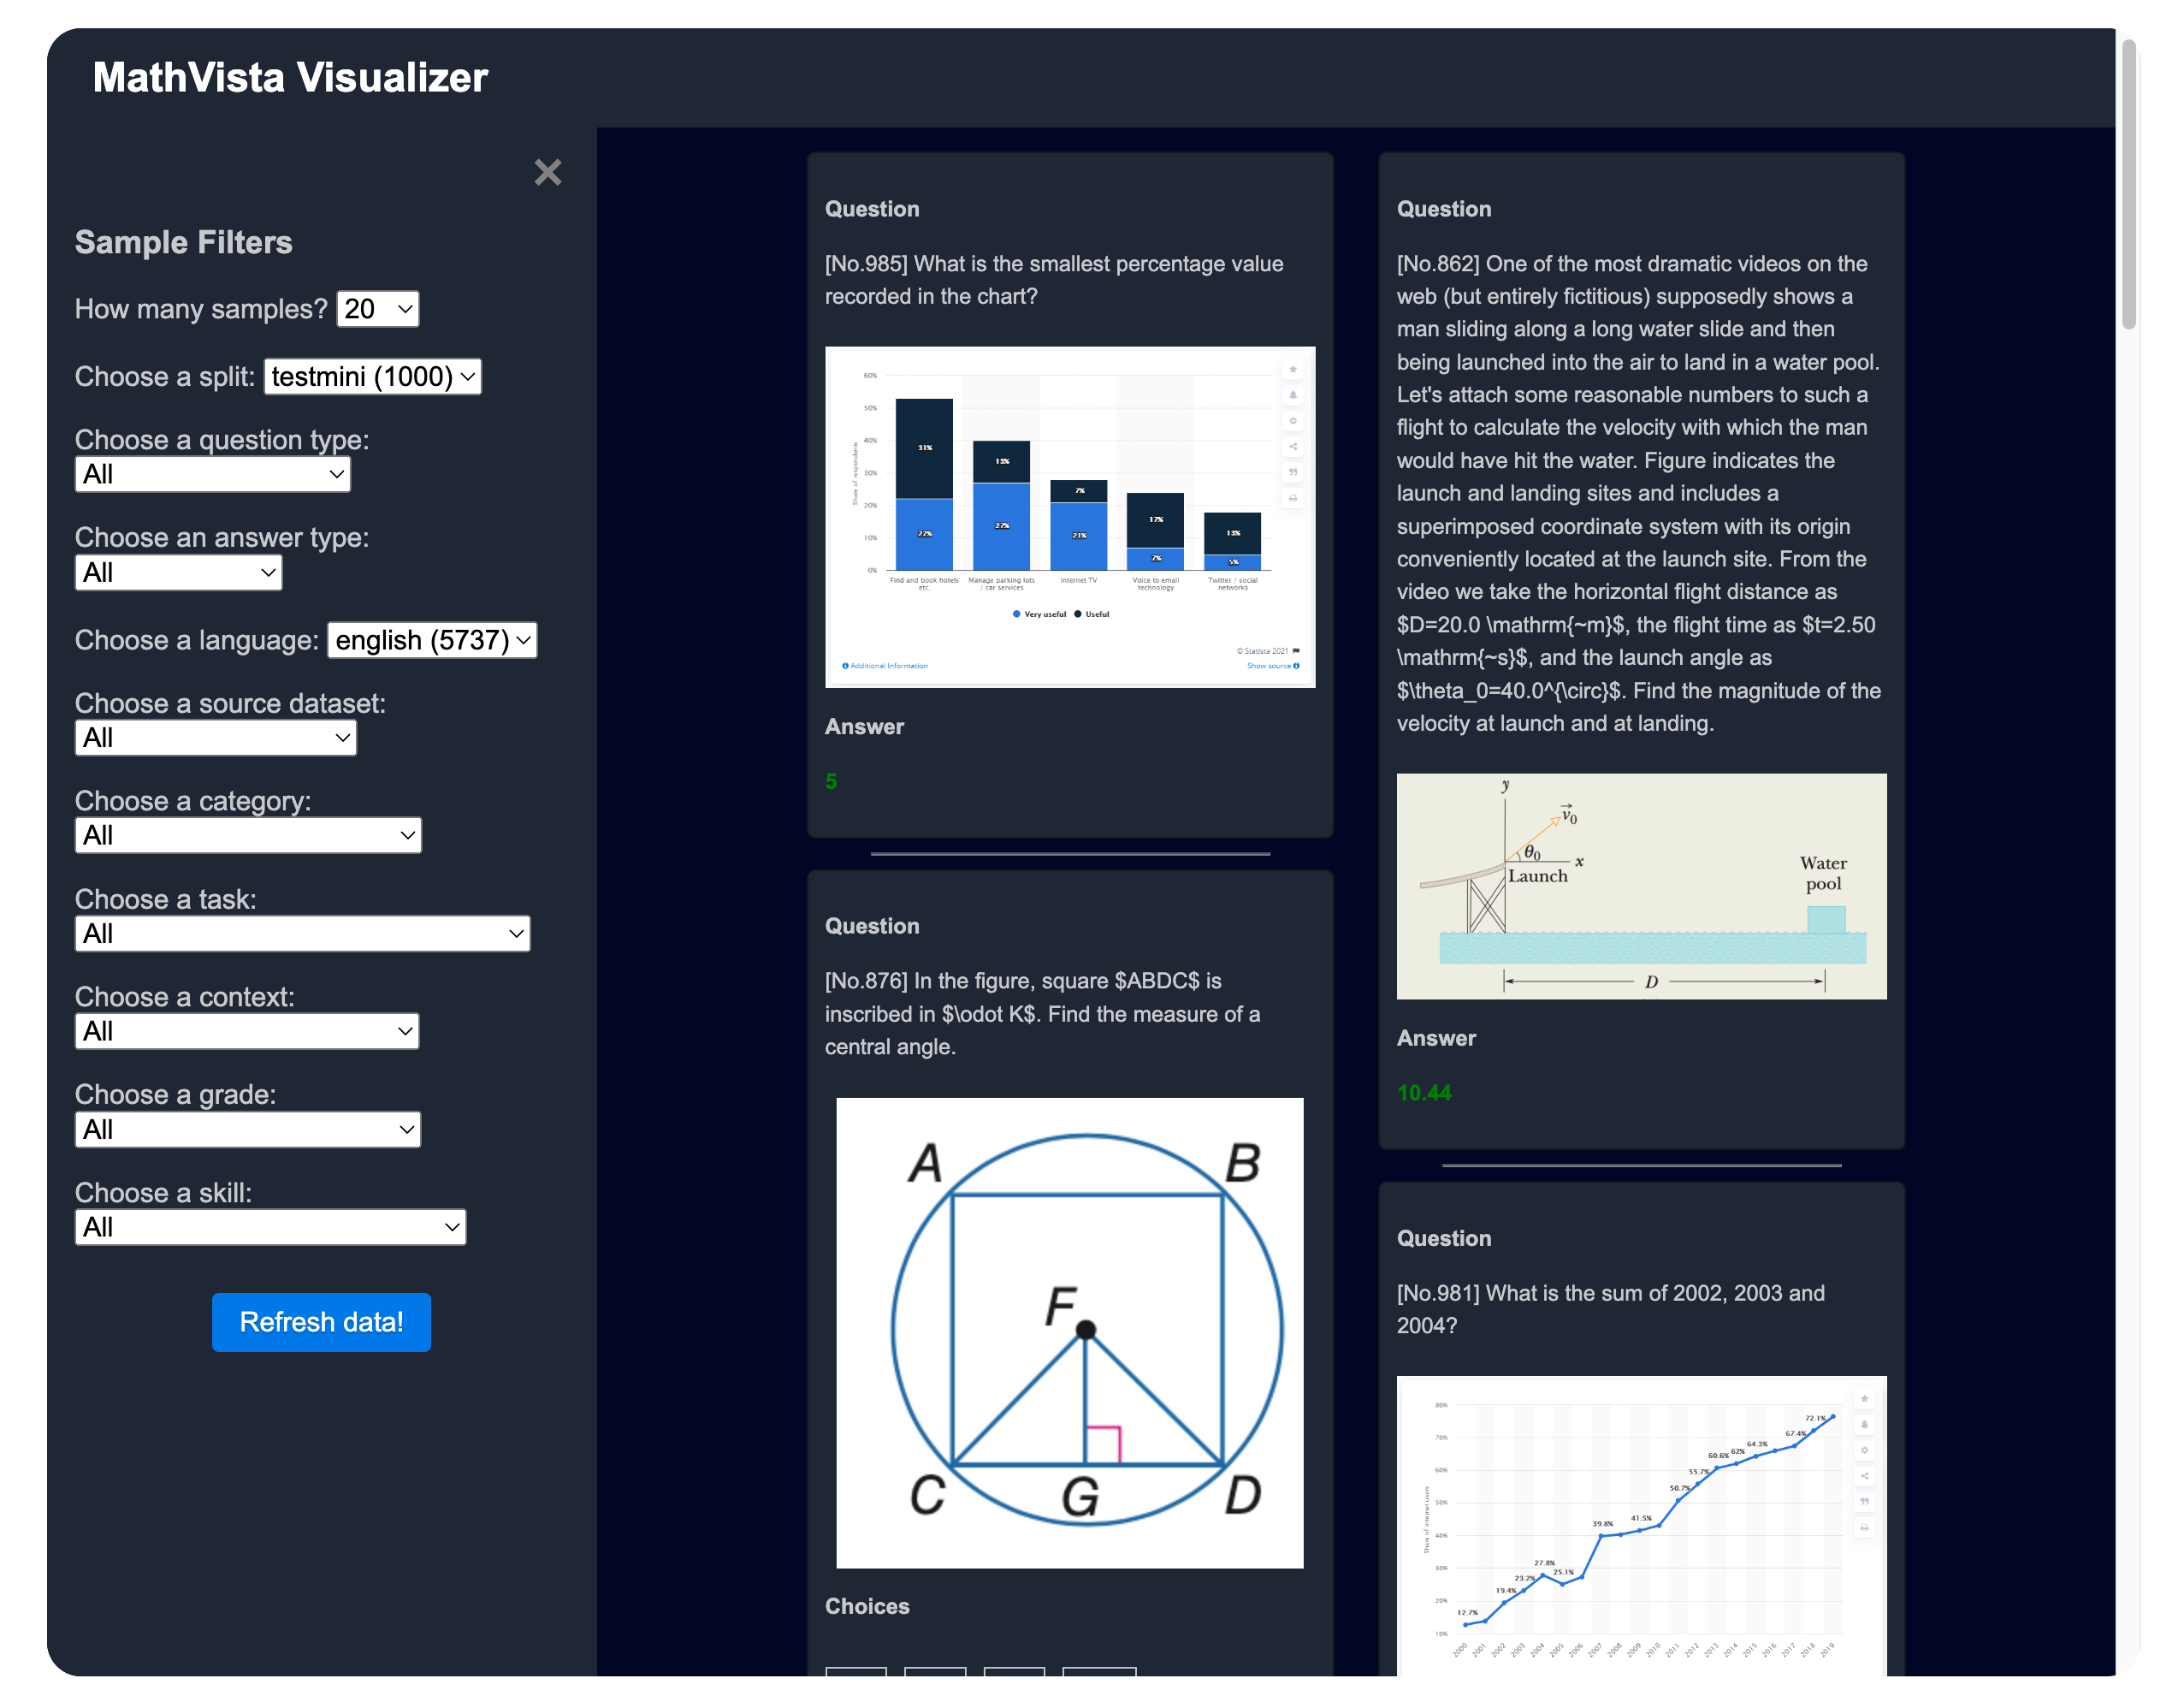 MathVista Visualizer
×
Sample Filters
How many samples? 20
Choose a split: testmini (1000)
Choose a question type:
All
Choose an answer type:
All
Choose a language: english (5737)
Choose a source dataset:
All
Choose a category:
All
Choose a task:
All
Choose a context:
All
Choose a grade:
All
Choose a skill:
All
Refresh data!
Question
[No.985] What is the smallest percentage value
recorded in the chart?
Share of respondents
60%
50%
40%
30%
20%
10%
0%
31%
22%
13%
27%
7%
21%
17%
7%
13%
5%
Find and book hotels
etc.
Manage parking lots
/ car services
Internet TV
Voice to email
technology
Twitter / social
networks
Very useful Useful
© Statista 2021
Additional Information
Show source
Answer
5
Question
[No.876] In the figure, square $ABDC$ is
inscribed in $\odot K$. Find the measure of a
central angle.
A B
F
C G D
Choices
Question
[No.862] One of the most dramatic videos on the
web (but entirely fictitious) supposedly shows a
man sliding along a long water slide and then
being launched into the air to land in a water pool.
Let's attach some reasonable numbers to such a
flight to calculate the velocity with which the man
would have hit the water. Figure indicates the
launch and landing sites and includes a
superimposed coordinate system with its origin
conveniently located at the launch site. From the
video we take the horizontal flight distance as
$D=20.0 \mathrm{~m}$, the flight time as $t=2.50
\mathrm{~s}$, and the launch angle as
$\theta_0=40.0^{\circ}$. Find the magnitude of the
velocity at launch and at landing.
y
v0
θ0
x
Launch
Water
pool
D
Answer
10.44
Question
[No.981] What is the sum of 2002, 2003 and
2004?
Share of internet users
80%
70%
60%
50%
40%
30%
20%
10%
12.7%
19.4%
23.2%
27.8%
25.1%
39.8%
41.5%
50.7%
55.7%
60.6%
62%
64.3%
67.4%
72.1%
2000 2001 2002 2003 2004 2005 2006 2007 2008 2009 2010 2011 2012 2013 2014 2015 2016 2017 2018 2019